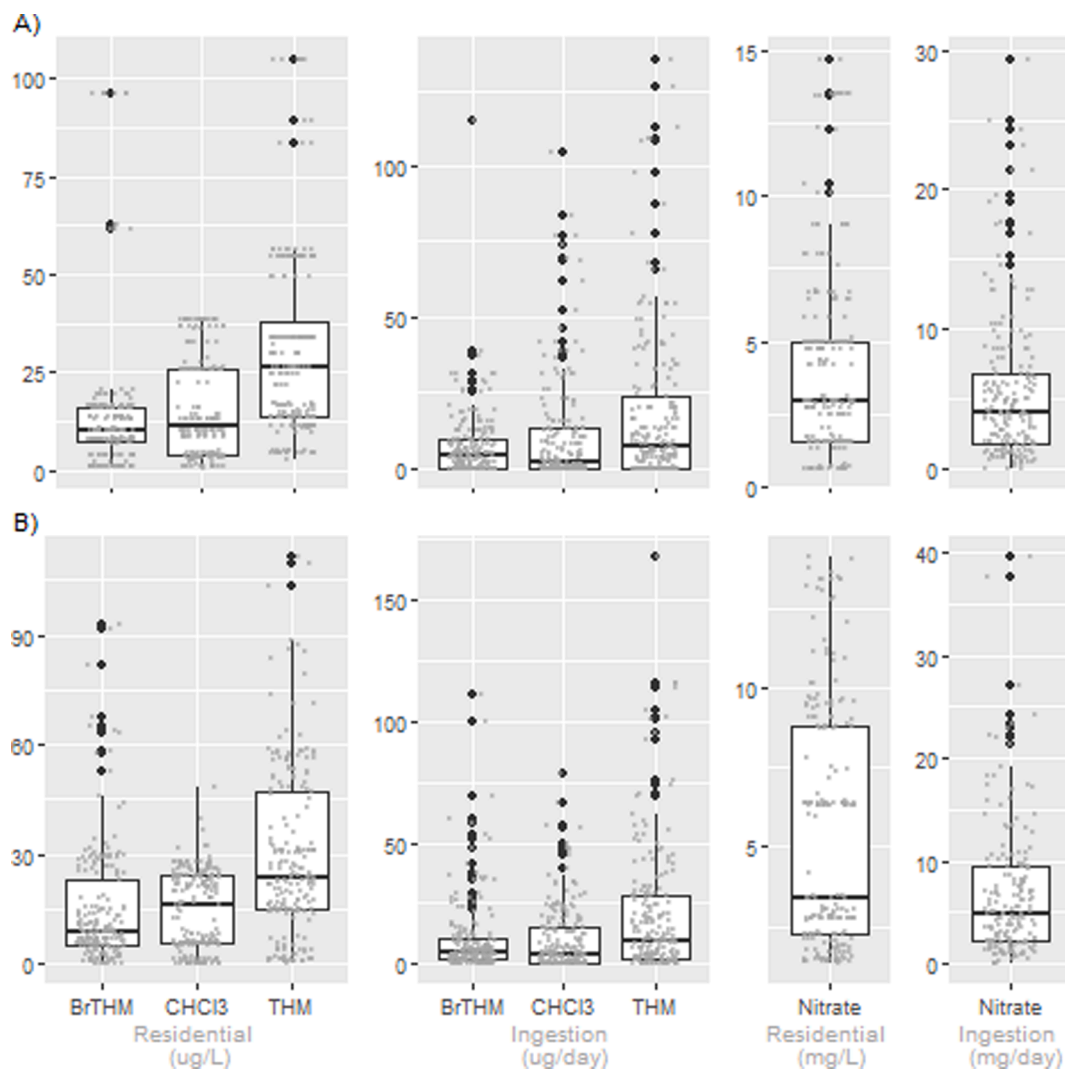 A)
100
75
50
25
0
100
50
0
15
10
5
0
30
20
10
0
B)
90
60
30
0
150
100
50
0
10
5
40
30
20
10
0
BrTHM CHCl3 THM
Residential
(ug/L)
BrTHM CHCl3 THM
Ingestion
(ug/day)
Nitrate
Residential
(mg/L)
Nitrate
Ingestion
(mg/day)